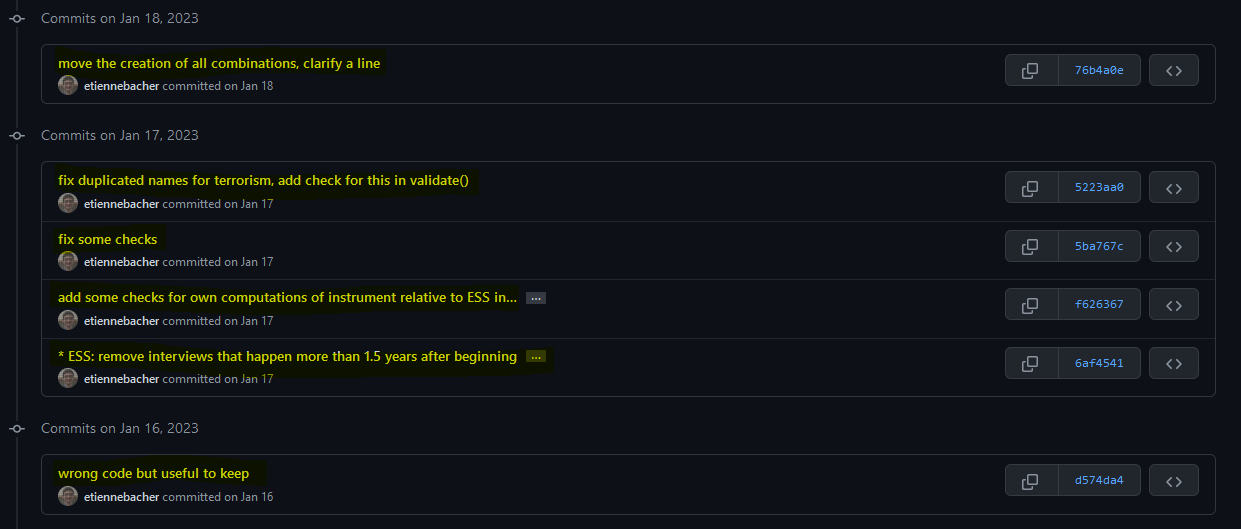 Commits on Jan 18, 2023
move the creation of all combinations, clarify a line
76b4a0e
etiennebacher committed on Jan 18
Commits on Jan 17, 2023
fix duplicated names for terrorism, add check for this in validate()
5223aa0
etiennebacher committed on Jan 17
fix some checks
5ba767c
etiennebacher committed on Jan 17
add some checks for own computations of instrument relative to ESS in... ...
f626367
etiennebacher committed on Jan 17
* ESS: remove interviews that happen more than 1.5 years after beginning ...
6af4541
etiennebacher committed on Jan 17
Commits on Jan 16, 2023
wrong code but useful to keep
d574da4
etiennebacher committed on Jan 16